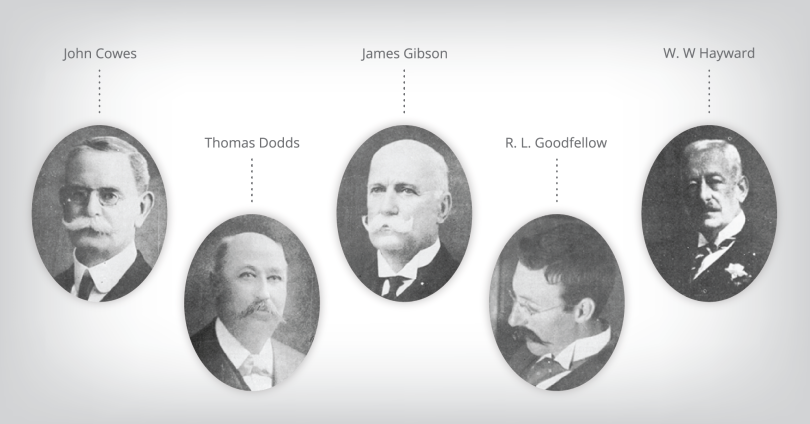 John Cowes
Thomas Dodds
James Gibson
R. L. Goodfellow
W. W Hayward